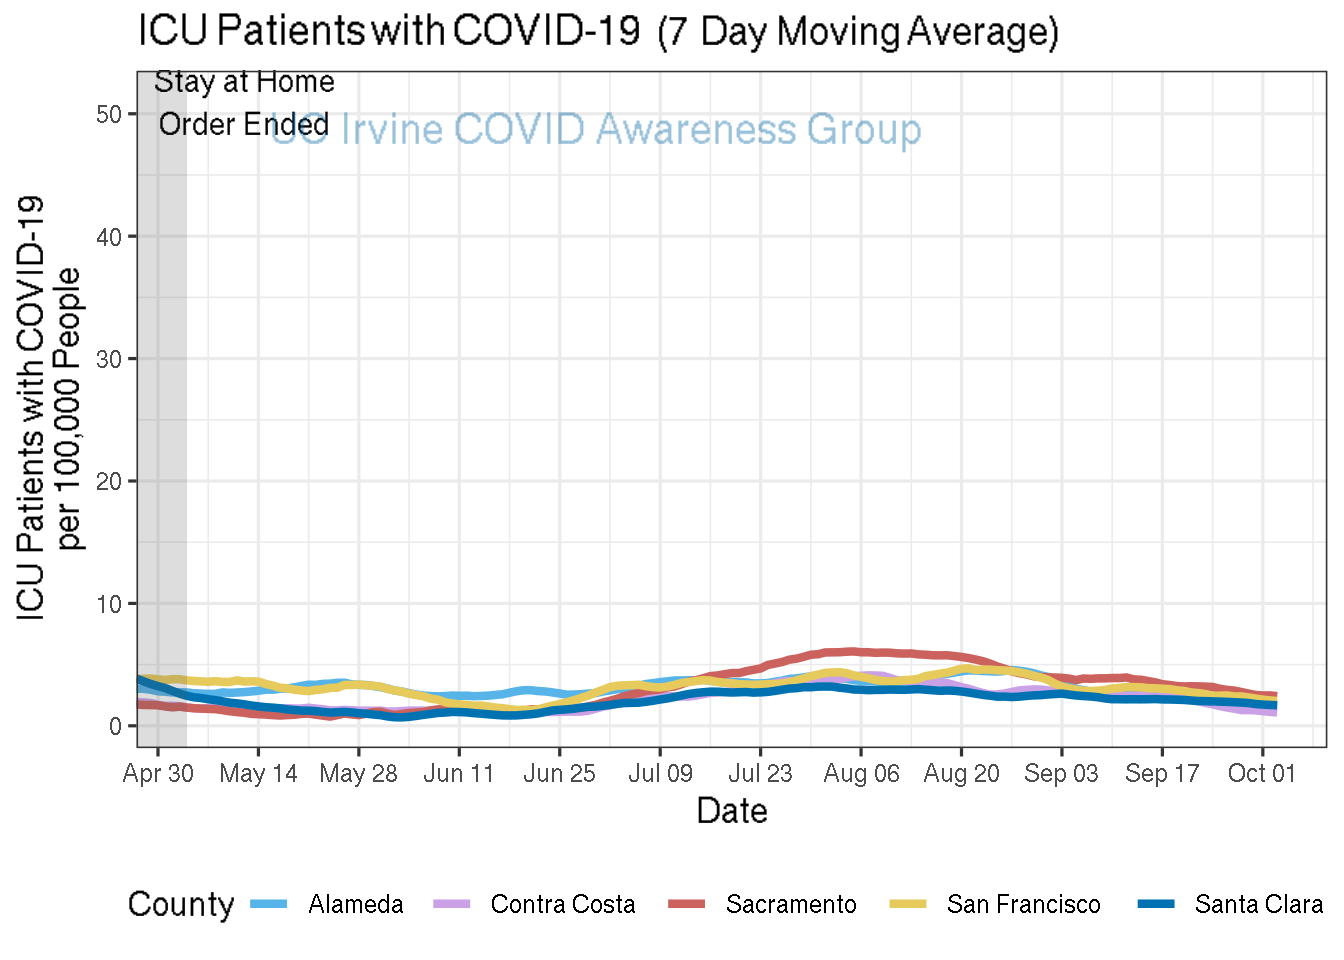 ICU Patients with COVID-19 (7 Day Moving Average)
Stay at Home
Order Ended
UC Irvine COVID Awareness Group
50
40
30
20
10
0
ICU Patients with COVID-19
per 100,000 People
Apr 30 May 14 May 28 Jun 11 Jun 25 Jul 09 Jul 23 Aug 06 Aug 20 Sep 03 Sep 17 Oct 01
Date
County Alameda Contra Costa Sacramento San Francisco Santa Clara